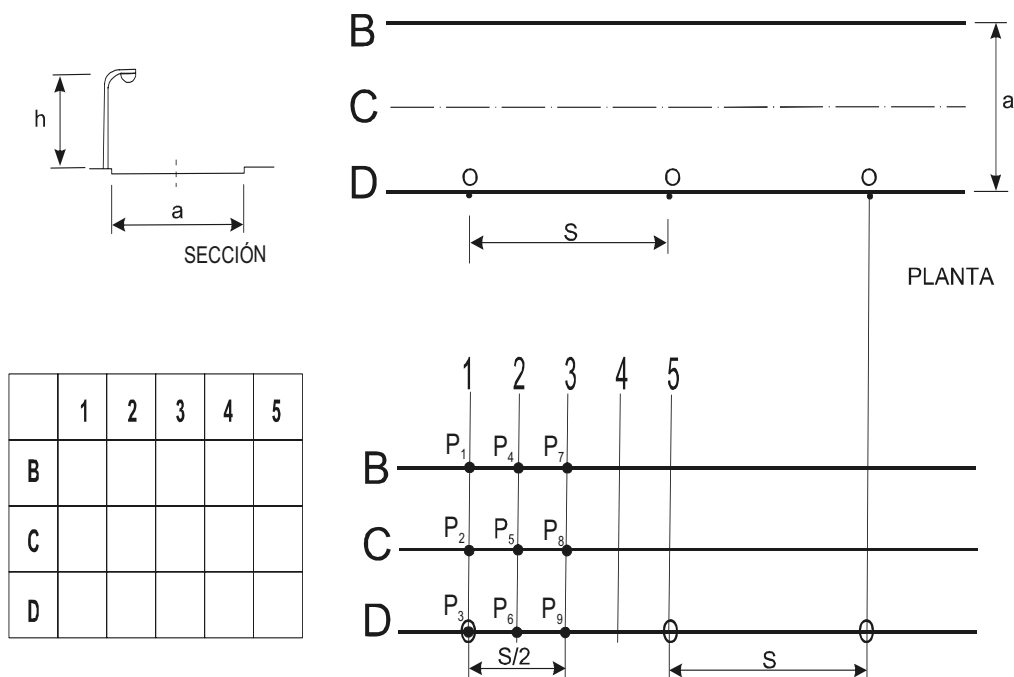 h
a
SECCIÓN
B
C
D
O O O
S
a
PLANTA
1 2 3 4 5
B
C
D
1 2 3 4 5
B P₁ P₄ P₇
C P₂ P₅ P₈
D P₃ P₆ P₉
S/2 S